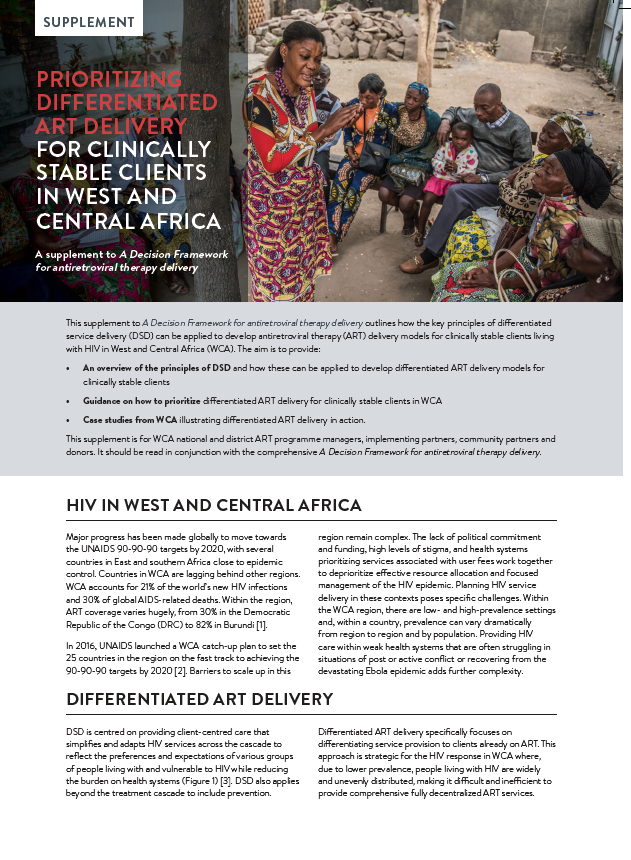 SUPPLEMENT
PRIORITIZING
DIFFERENTIATED
ART DELIVERY
FOR CLINICALLY
STABLE CLIENTS
IN WEST AND
CENTRAL AFRICA
A supplement to A Decision Framework
for antiretroviral therapy delivery
This supplement to A Decision Framework for antiretroviral therapy delivery outlines how the key principles of differentiated
service delivery (DSD) can be applied to develop antiretroviral therapy (ART) delivery models for clinically stable clients living
with HIV in West and Central Africa (WCA). The aim is to provide:
• An overview of the principles of DSD and how these can be applied to develop differentiated ART delivery models for
clinically stable clients
• Guidance on how to prioritize differentiated ART delivery for clinically stable clients in WCA
• Case studies from WCA illustrating differentiated ART delivery in action.
This supplement is for WCA national and district ART programme managers, implementing partners, community partners and
donors. It should be read in conjunction with the comprehensive A Decision Framework for antiretroviral therapy delivery.
HIV IN WEST AND CENTRAL AFRICA
Major progress has been made globally to move towards
the UNAIDS 90-90-90 targets by 2020, with several
countries in East and southern Africa close to epidemic
control. Countries in WCA are lagging behind other regions.
WCA accounts for 21% of the world's new HIV infections
and 30% of global AIDS-related deaths. Within the region,
ART coverage varies hugely, from 30% in the Democratic
Republic of the Congo (DRC) to 82% in Burundi [1].
In 2016, UNAIDS launched a WCA catch-up plan to set the
25 countries in the region on the fast track to achieving the
90-90-90 targets by 2020 [2]. Barriers to scale up in this
region remain complex. The lack of political commitment
and funding, high levels of stigma, and health systems
prioritizing services associated with user fees work together
to deprioritize effective resource allocation and focused
management of the HIV epidemic. Planning HIV service
delivery in these contexts poses specific challenges. Within
the WCA region, there are low- and high-prevalence settings
and, within a country, prevalence can vary dramatically
from region to region and by population. Providing HIV
care within weak health systems that are often struggling in
situations of post or active conflict or recovering from the
devastating Ebola epidemic adds further complexity.
DIFFERENTIATED ART DELIVERY
DSD is centred on providing client-centred care that
simplifies and adapts HIV services across the cascade to
reflect the preferences and expectations of various groups
of people living with and vulnerable to HIV while reducing
the burden on health systems (Figure 1) [3]. DSD also applies
beyond the treatment cascade to include prevention.
Differentiated ART delivery specifically focuses on
differentiating service provision to clients already on ART. This
approach is strategic for the HIV response in WCA where,
due to lower prevalence, people living with HIV are widely
and unevenly distributed, making it difficult and inefficient to
provide comprehensive fully decentralized ART services.